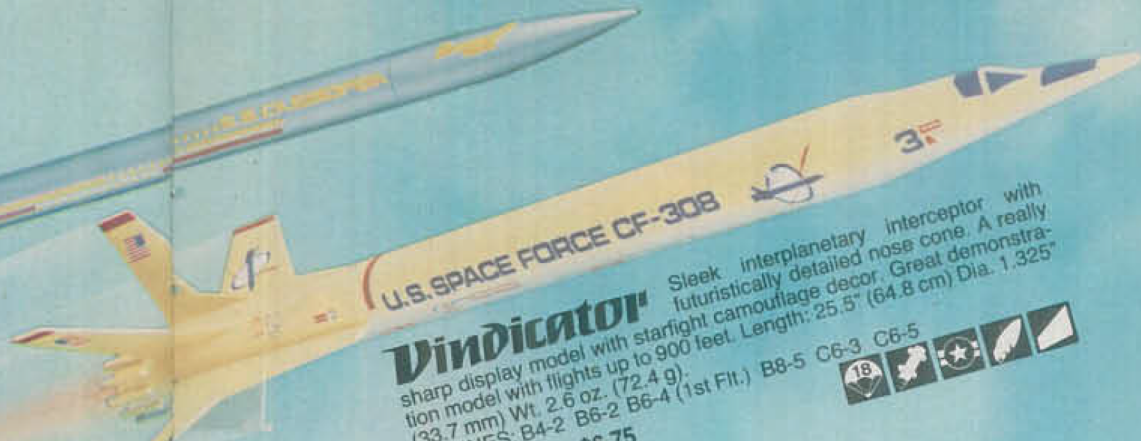 U.S. SPACE FORCE CF-308
3
Vindicator Sleek interplanetary interceptor with
futuristically detailed nose cone. A really
sharp display model with starfight camouflage decor. Great demonstra-
tion model with flights up to 900 feet. Length: 25.5" (64.8 cm) Dia. 1.325"
(33.7 mm) Wt. 2.6 oz. (72.4 g).
B4-2 B6-2 B6-4 (1st Flt.) B8-5 C6-3 C6-5
18